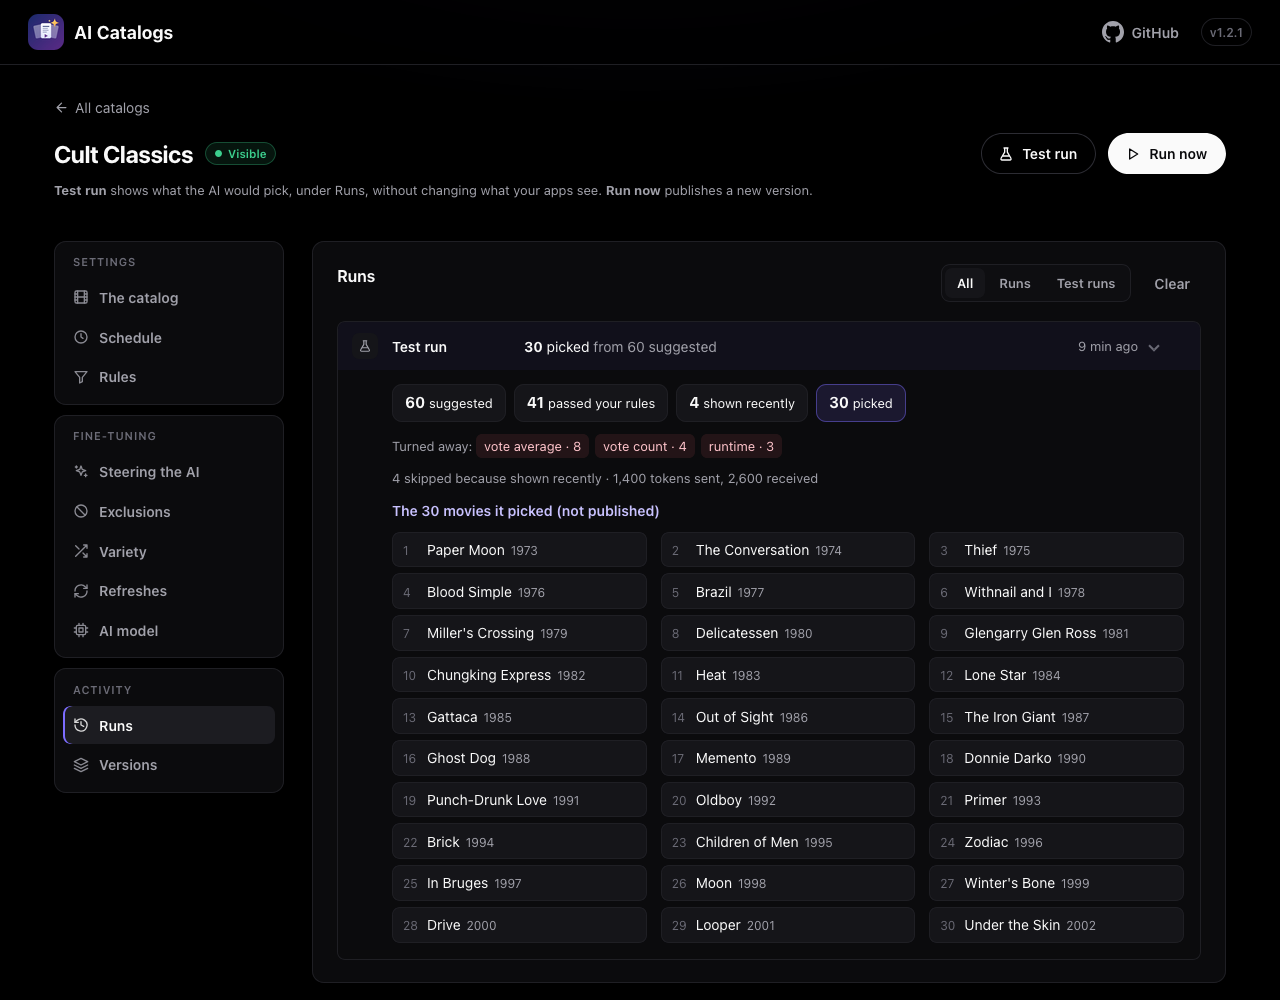 AI Catalogs
GitHub
v1.2.1
All catalogs
Cult Classics
Visible
Test run
Run now
Test run shows what the AI would pick, under Runs, without changing what your apps see. Run now publishes a new version.
SETTINGS
The catalog
Schedule
Rules
FINE-TUNING
Steering the AI
Exclusions
Variety
Refreshes
AI model
ACTIVITY
Runs
Versions
Runs
All
Runs
Test runs
Clear
Test run
30 picked from 60 suggested
9 min ago
60 suggested
41 passed your rules
4 shown recently
30 picked
Turned away: vote average · 8 vote count · 4 runtime · 3
4 skipped because shown recently · 1,400 tokens sent, 2,600 received
The 30 movies it picked (not published)
1 Paper Moon 1973
2 The Conversation 1974
3 Thief 1975
4 Blood Simple 1976
5 Brazil 1977
6 Withnail and I 1978
7 Miller's Crossing 1979
8 Delicatessen 1980
9 Glengarry Glen Ross 1981
10 Chungking Express 1982
11 Heat 1983
12 Lone Star 1984
13 Gattaca 1985
14 Out of Sight 1986
15 The Iron Giant 1987
16 Ghost Dog 1988
17 Memento 1989
18 Donnie Darko 1990
19 Punch-Drunk Love 1991
20 Oldboy 1992
21 Primer 1993
22 Brick 1994
23 Children of Men 1995
24 Zodiac 1996
25 In Bruges 1997
26 Moon 1998
27 Winter's Bone 1999
28 Drive 2000
29 Looper 2001
30 Under the Skin 2002